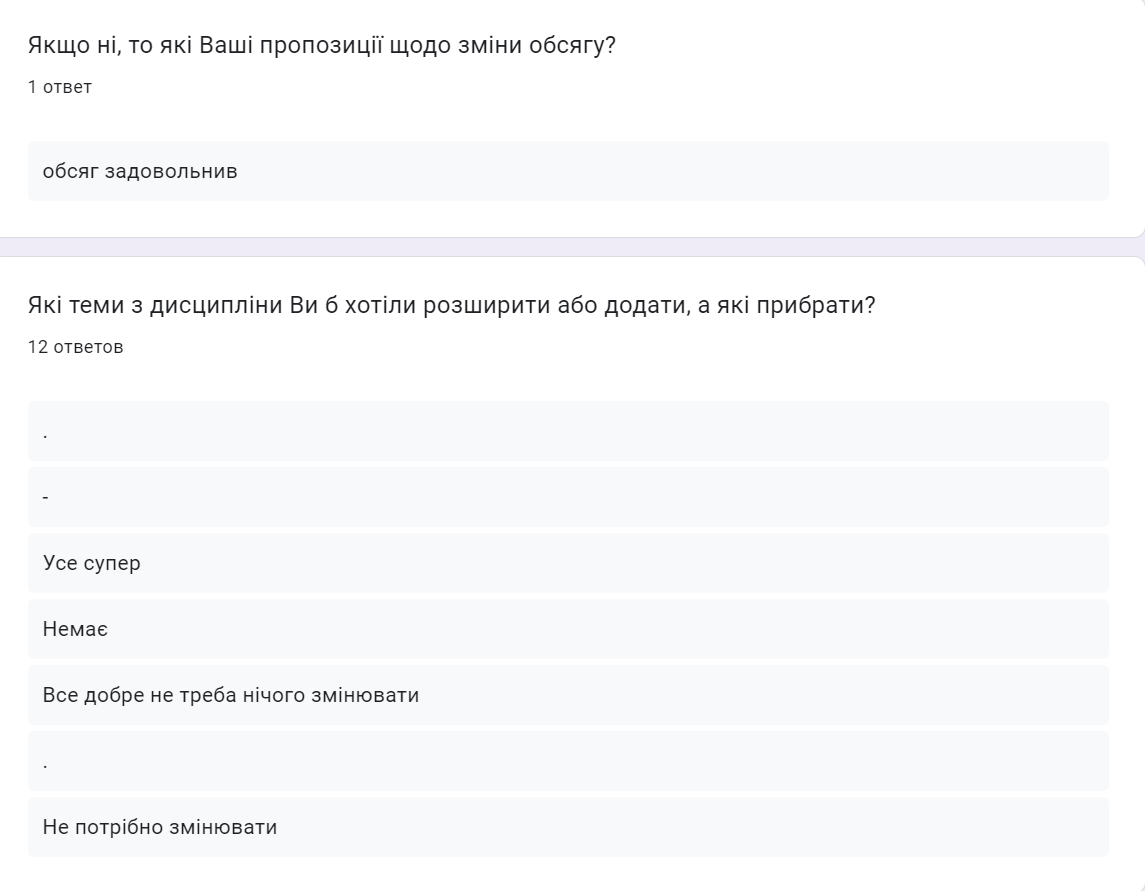 Якщо ні, то які Ваші пропозиції щодо зміни обсягу?
1 ответ
обсяг задовольнив
Які теми з дисципліни Ви б хотіли розширити або додати, а які прибрати?
12 ответов
.
-
Усе супер
Немає
Все добре не треба нічого змінювати
.
Не потрібно змінювати